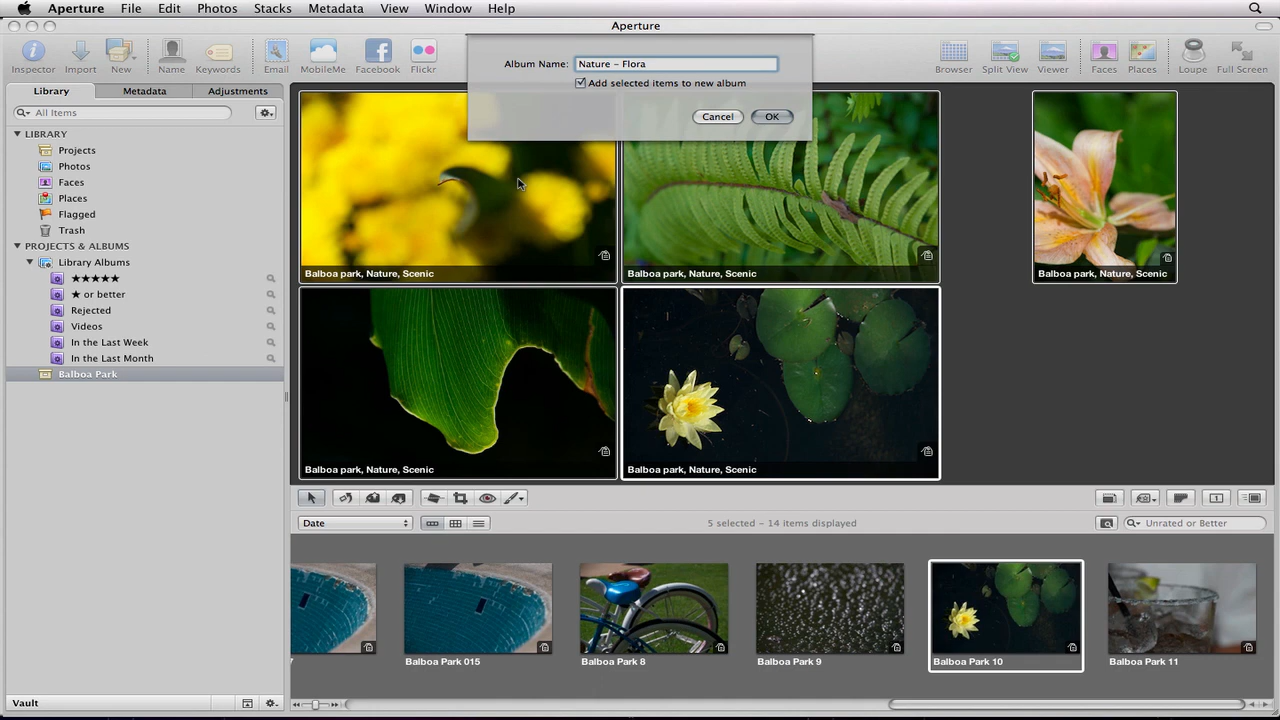 Aperture File Edit Photos Stacks Metadata View Window Help
Aperture
Inspector Import New Name Keywords Email MobileMe Facebook Flickr Browser Split View Viewer Faces Places Loupe Full Screen
Album Name: Nature – Flora
Add selected items to new album
Cancel OK
Library Metadata Adjustments
All Items
LIBRARY
Projects
Photos
Faces
Places
Flagged
Trash
PROJECTS & ALBUMS
Library Albums
★★★★★
★ or better
Rejected
Videos
In the Last Week
In the Last Month
Balboa Park
Vault
Balboa park, Nature, Scenic
Balboa park, Nature, Scenic
Balboa park, Nature, Scenic
Balboa park, Nature, Scenic
Balboa park, Nature, Scenic
1
Date
5 selected – 14 items displayed
Unrated or Better
7
Balboa Park 015
Balboa Park 8
Balboa Park 9
Balboa Park 10
Balboa Park 11